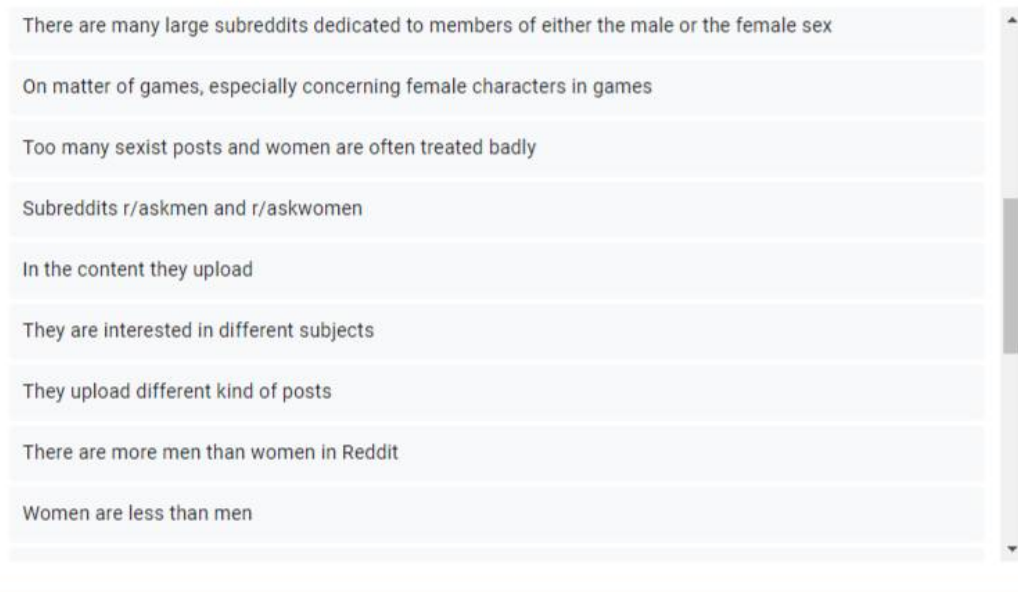 There are many large subreddits dedicated to members of either the male or the female sex
On matter of games, especially concerning female characters in games
Too many sexist posts and women are often treated badly
Subreddits r/askmen and r/askwomen
In the content they upload
They are interested in different subjects
They upload different kind of posts
There are more men than women in Reddit
Women are less than men